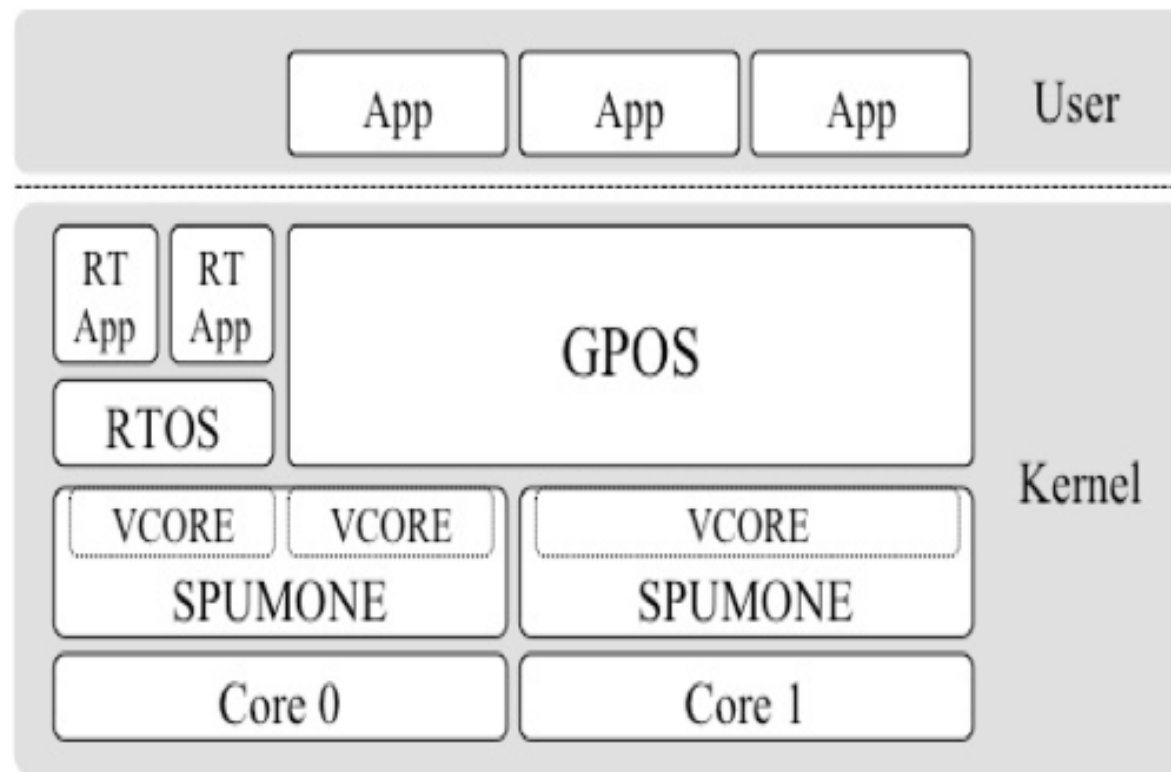 App App App User
RT RT
App App
GPOS
RTOS
Kernel
VCORE VCORE VCORE
SPUMONE SPUMONE
Core 0 Core 1